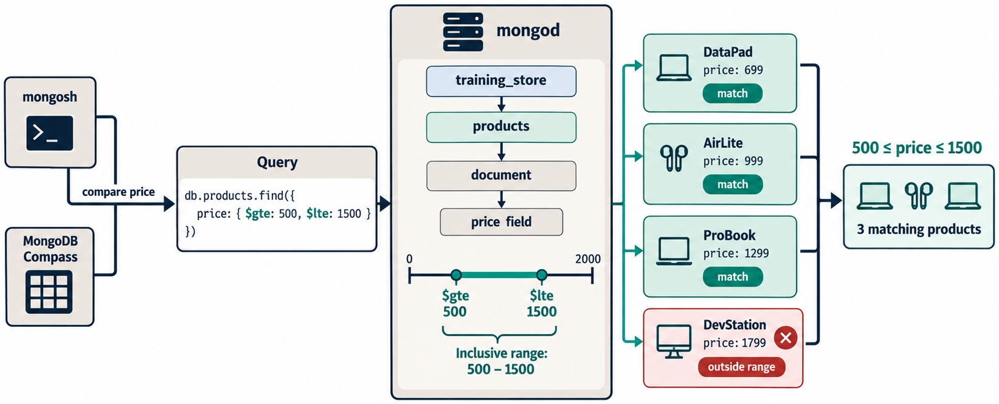 mongosh
>_
MongoDB
Compass
compare price
Query
db.products.find({
price: { $gte: 500, $lte: 1500 }
})
mongod
training_store
products
document
price field
0
2000
$gte
500
$lte
1500
Inclusive range:
500 – 1500
DataPad
price: 699
match
AirLite
price: 999
match
ProBook
price: 1299
match
DevStation
price: 1799
outside range
500 ≤ price ≤ 1500
3 matching products